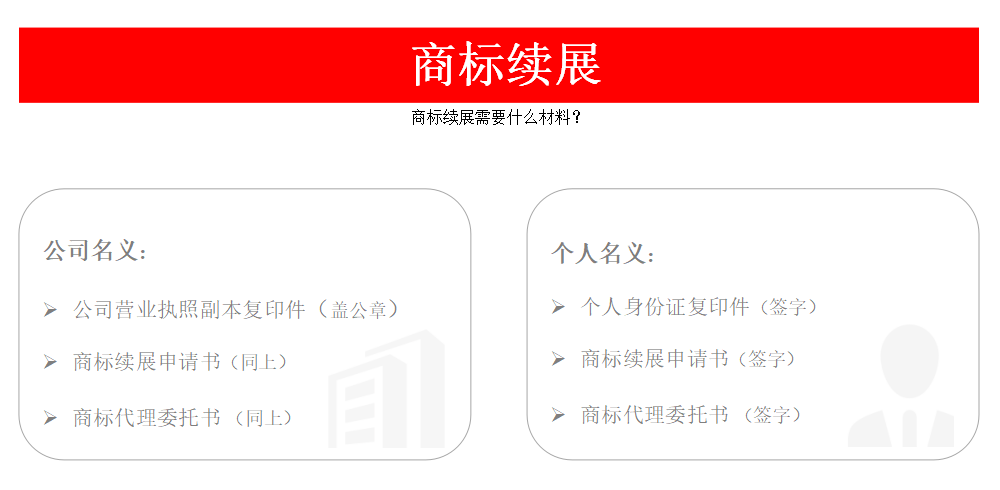 商标续展
商标续展需要什么材料？
公司名义：
公司营业执照副本复印件（盖公章）
商标续展申请书（同上）
商标代理委托书（同上）
个人名义：
个人身份证复印件（签字）
商标续展申请书（签字）
商标代理委托书（签字）